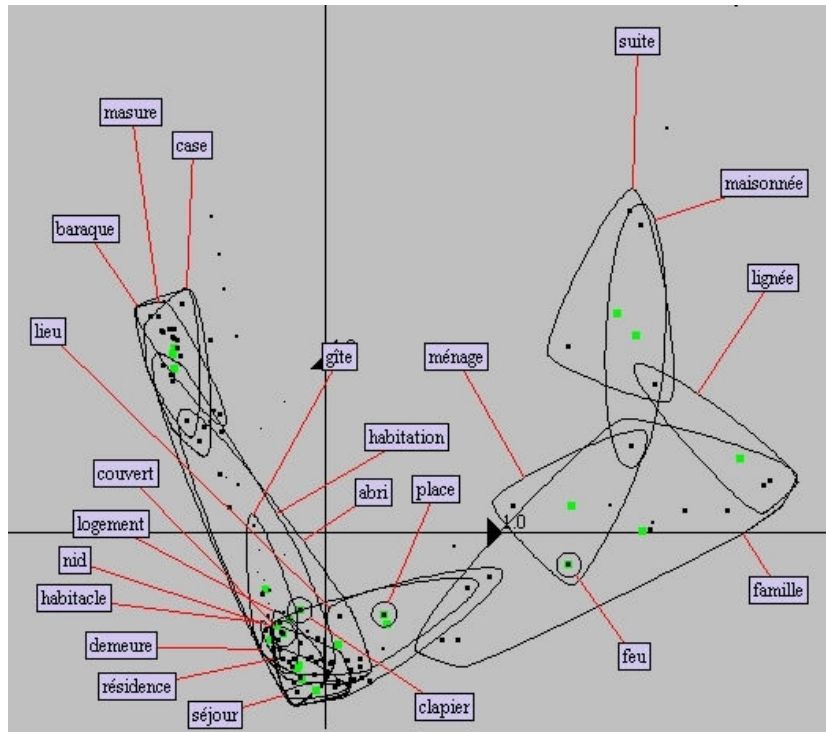 suite
masure
case
maisonnée
baraque
lignée
lieu
gîte
ménage
habitation
couvert
abri
place
logement
1.0
nid
habitacle
famille
demeure
feu
résidence
clapier
séjour